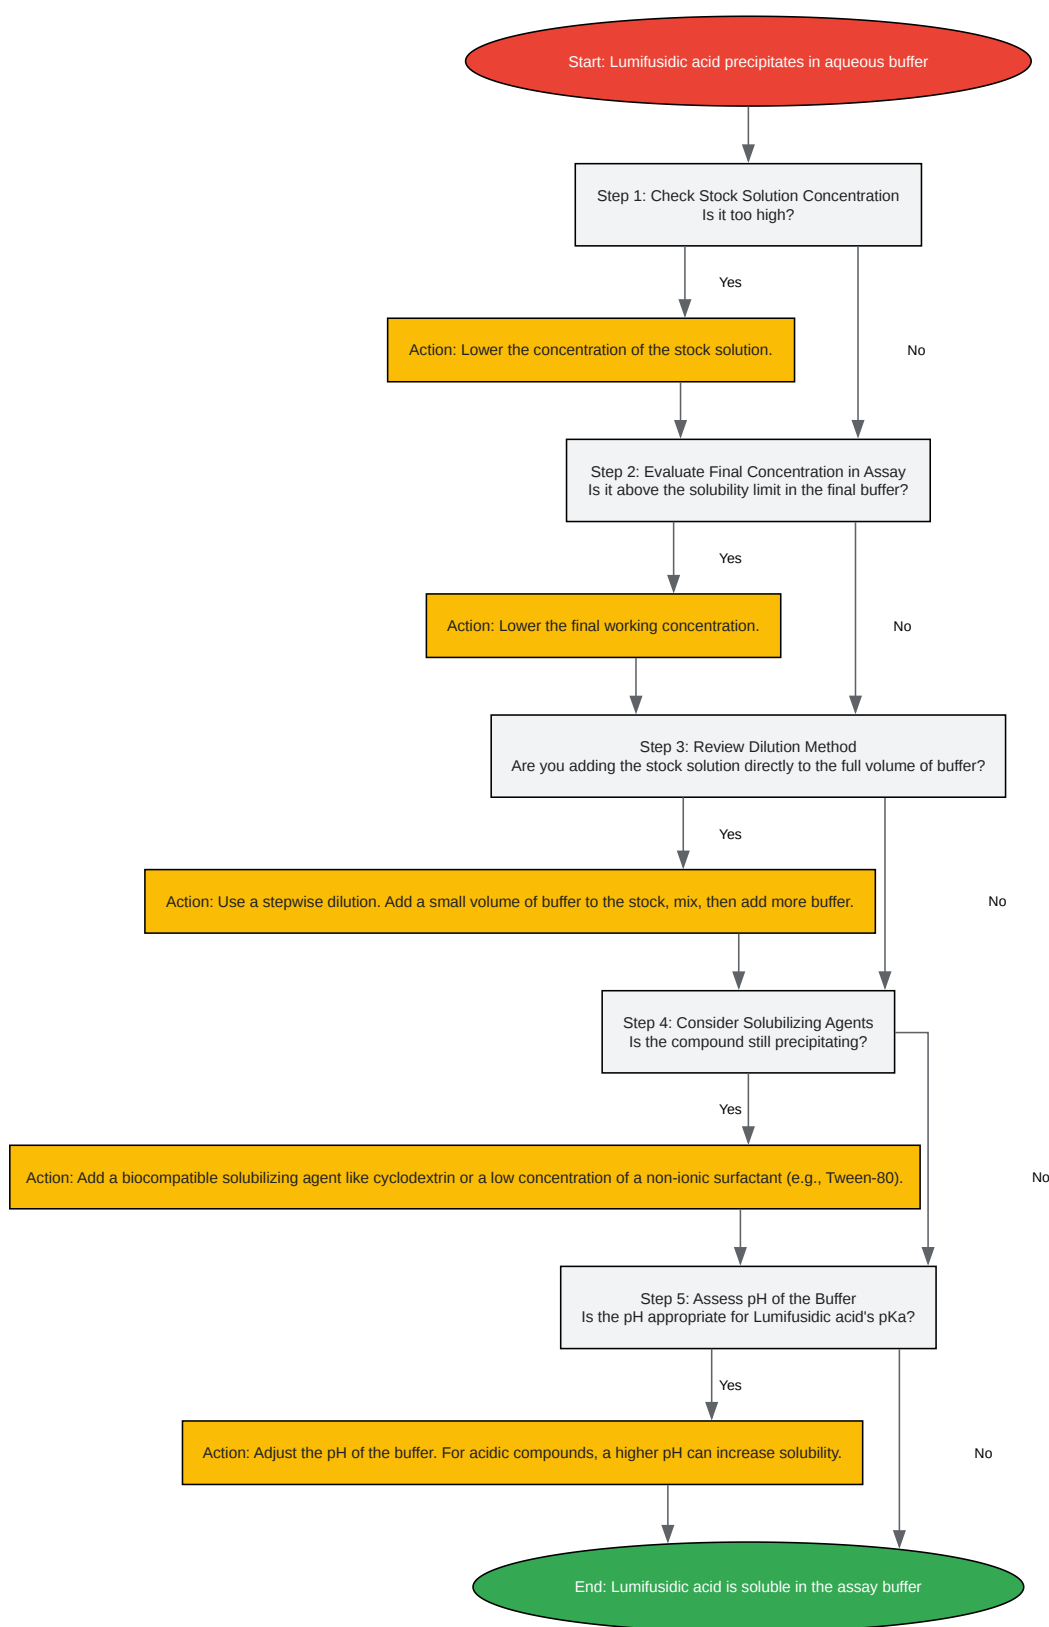 Start: Lumifusidic acid precipitates in aqueous buffer
Step 1: Check Stock Solution Concentration
Is it too high?
Yes
Action: Lower the concentration of the stock solution.
No
Step 2: Evaluate Final Concentration in Assay
Is it above the solubility limit in the final buffer?
Yes
Action: Lower the final working concentration.
No
Step 3: Review Dilution Method
Are you adding the stock solution directly to the full volume of buffer?
Yes
Action: Use a stepwise dilution. Add a small volume of buffer to the stock, mix, then add more buffer.
No
Step 4: Consider Solubilizing Agents
Is the compound still precipitating?
Yes
Action: Add a biocompatible solubilizing agent like cyclodextrin or a low concentration of a non-ionic surfactant (e.g., Tween-80).
No
Step 5: Assess pH of the Buffer
Is the pH appropriate for Lumifusidic acid's pKa?
Yes
Action: Adjust the pH of the buffer. For acidic compounds, a higher pH can increase solubility.
No
End: Lumifusidic acid is soluble in the assay buffer